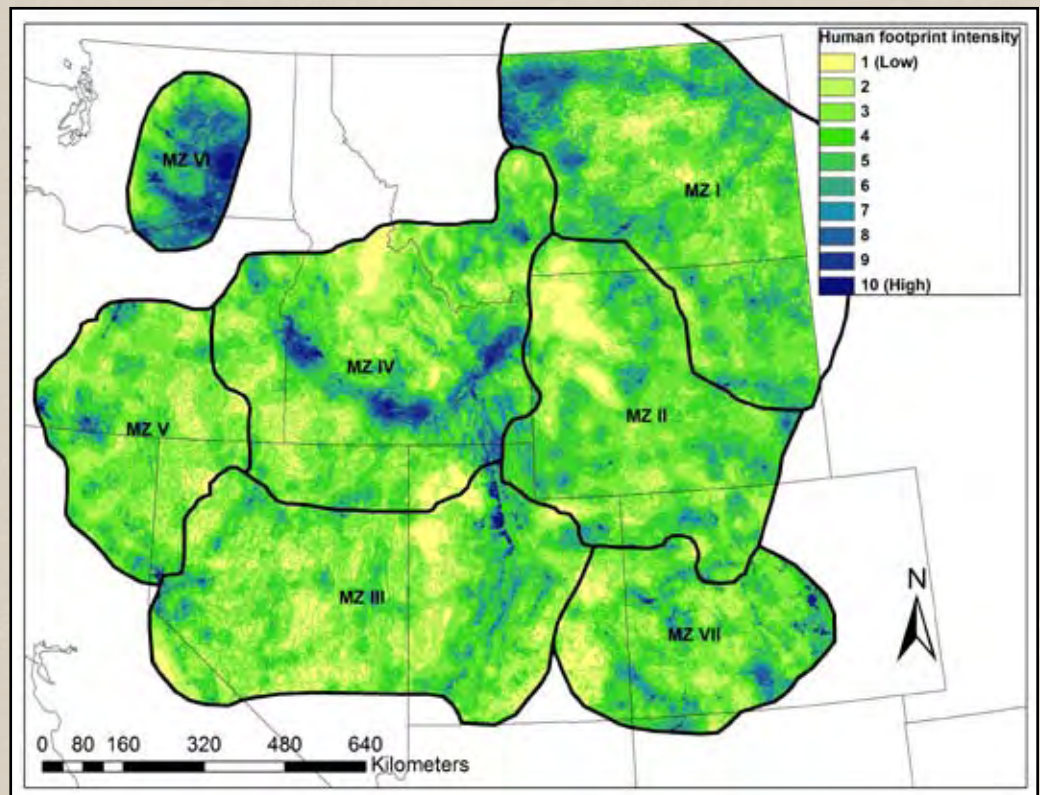 Human footprint intensity
1 (Low)
2
3
4
5
6
7
8
9
10 (High)
MZ VI
MZ I
MZ IV
MZ V
MZ II
MZ III
MZ VII
N
0 80 160 320 480 640
Kilometers